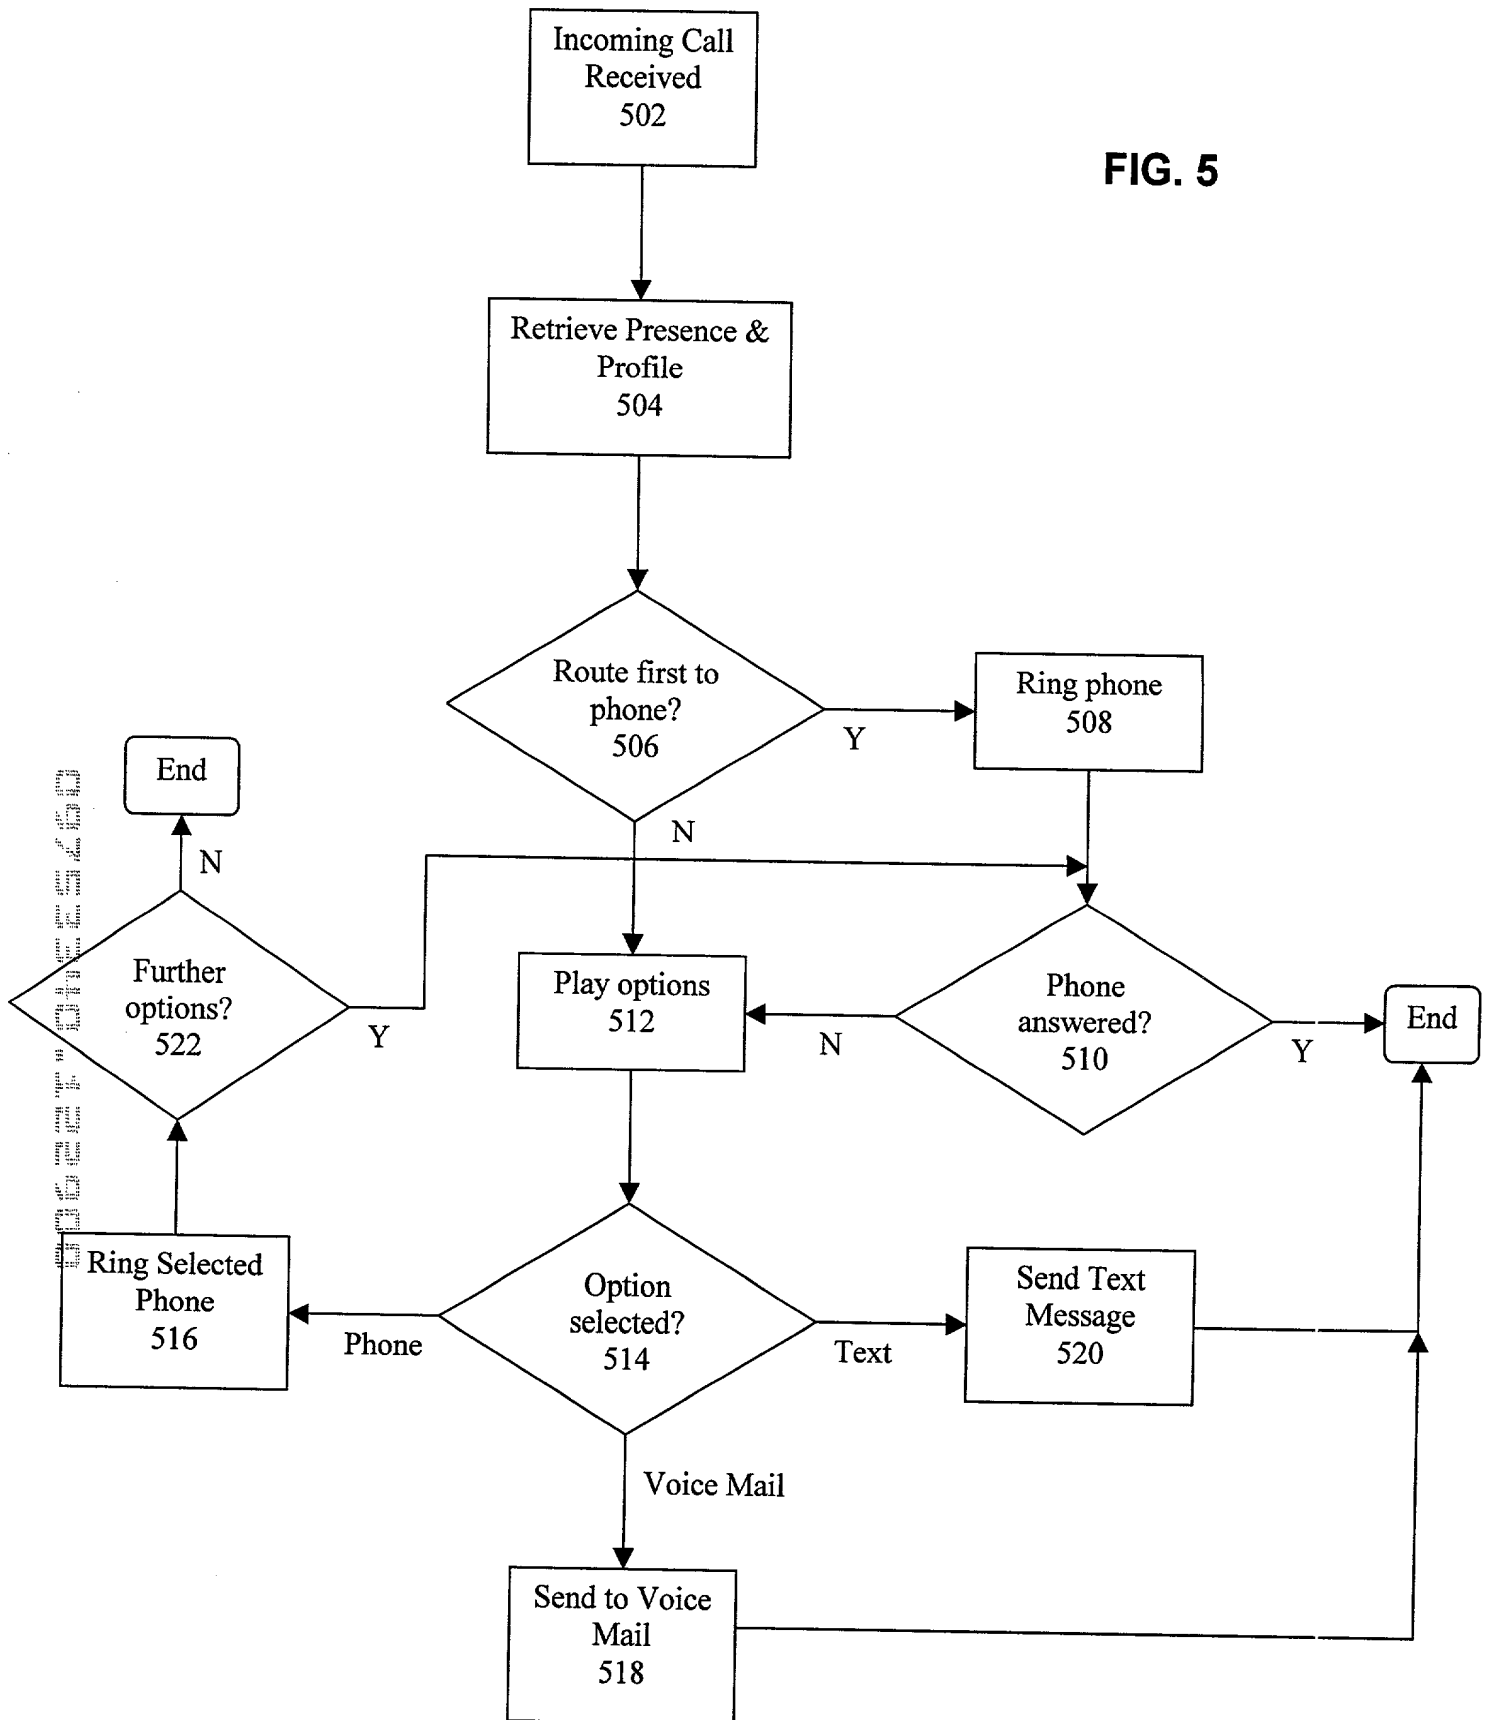 Incoming Call
Received
502
FIG. 5
Retrieve Presence &
Profile
504
Route first to
phone?
506
Y
Ring phone
508
End
N
N
Further
options?
522
Y
Play options
512
N
Phone
answered?
510
Y
End
Ring Selected
Phone
516
Phone
Option
selected?
514
Text
Send Text
Message
520
Voice Mail
Send to Voice
Mail
518